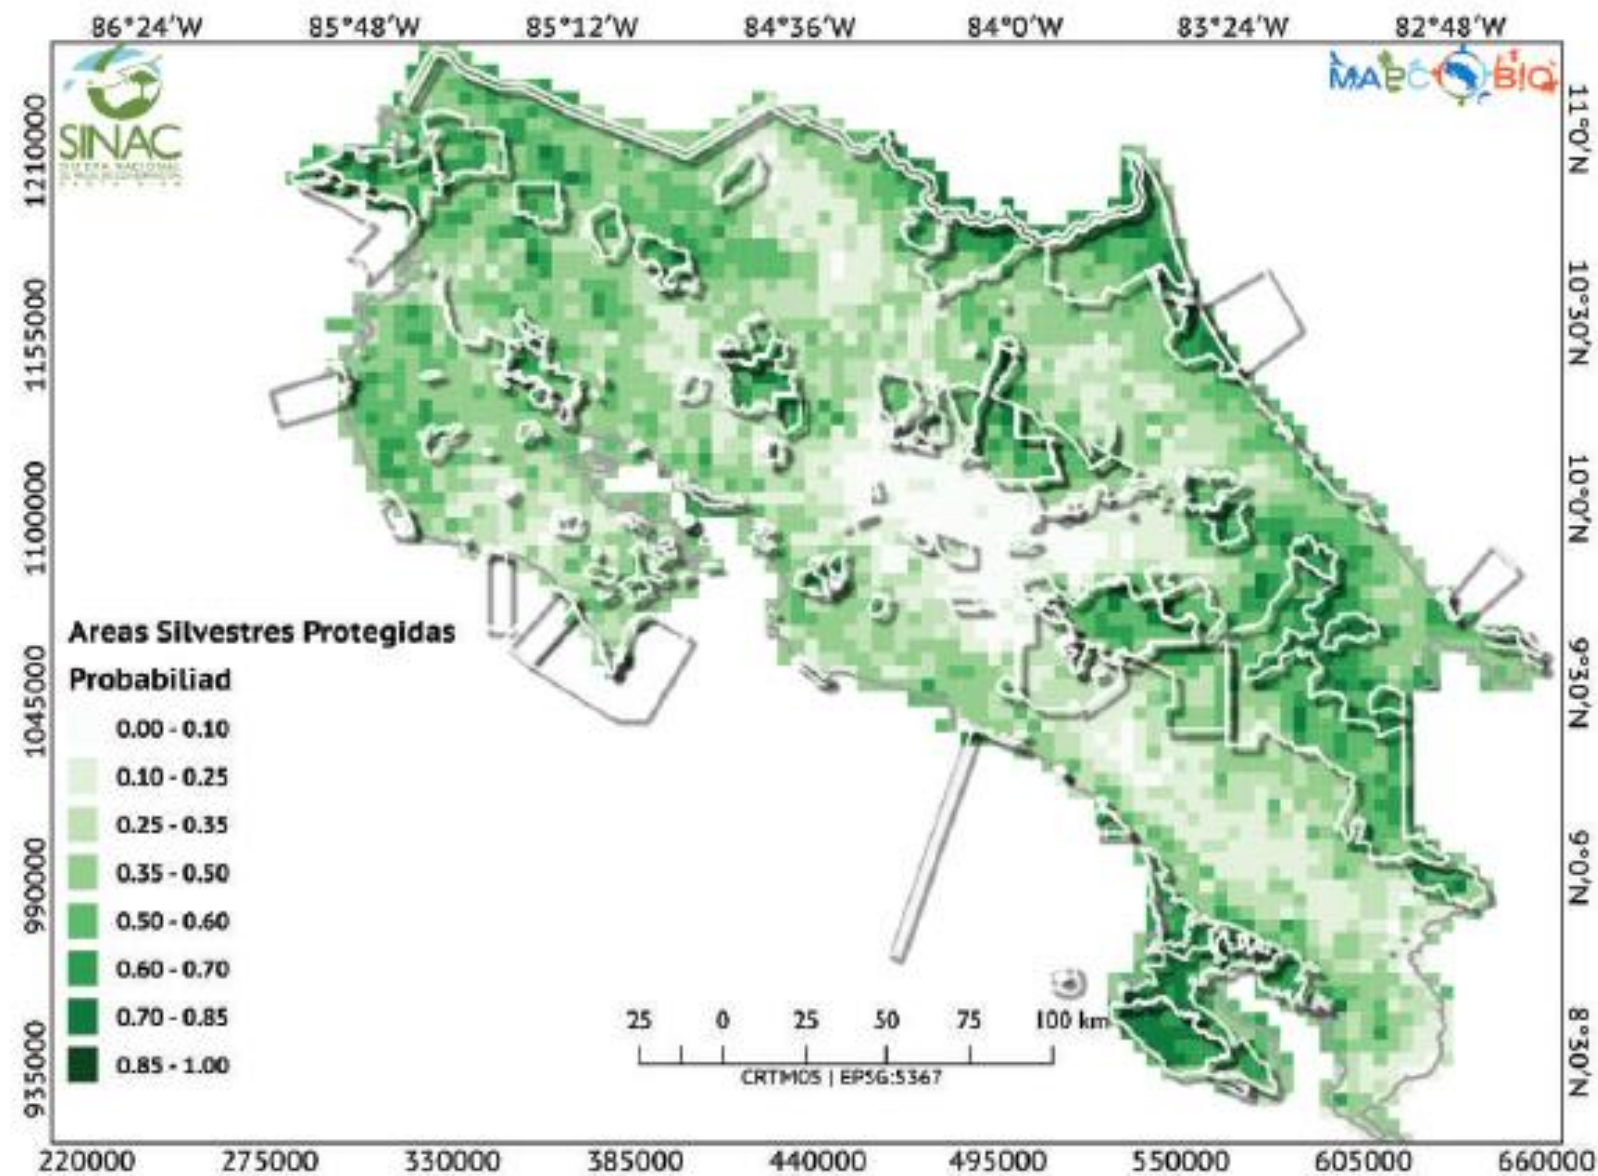 86°24'W 85°48'W 85°12'W 84°36'W 84°0'W 83°24'W 82°48'W
SINAC
MAPCOBIO
1210000
1155000
1100000
1045000
990000
935000
11°0'N
10°30'N
10°0'N
9°30'N
9°0'N
8°30'N
Areas Silvestres Protegidas
Probabiliad
0.00 - 0.10
0.10 - 0.25
0.25 - 0.35
0.35 - 0.50
0.50 - 0.60
0.60 - 0.70
0.70 - 0.85
0.85 - 1.00
25 0 25 50 75 100 km
CRTM05 | EPSG:5367
220000 275000 330000 385000 440000 495000 550000 605000 660000